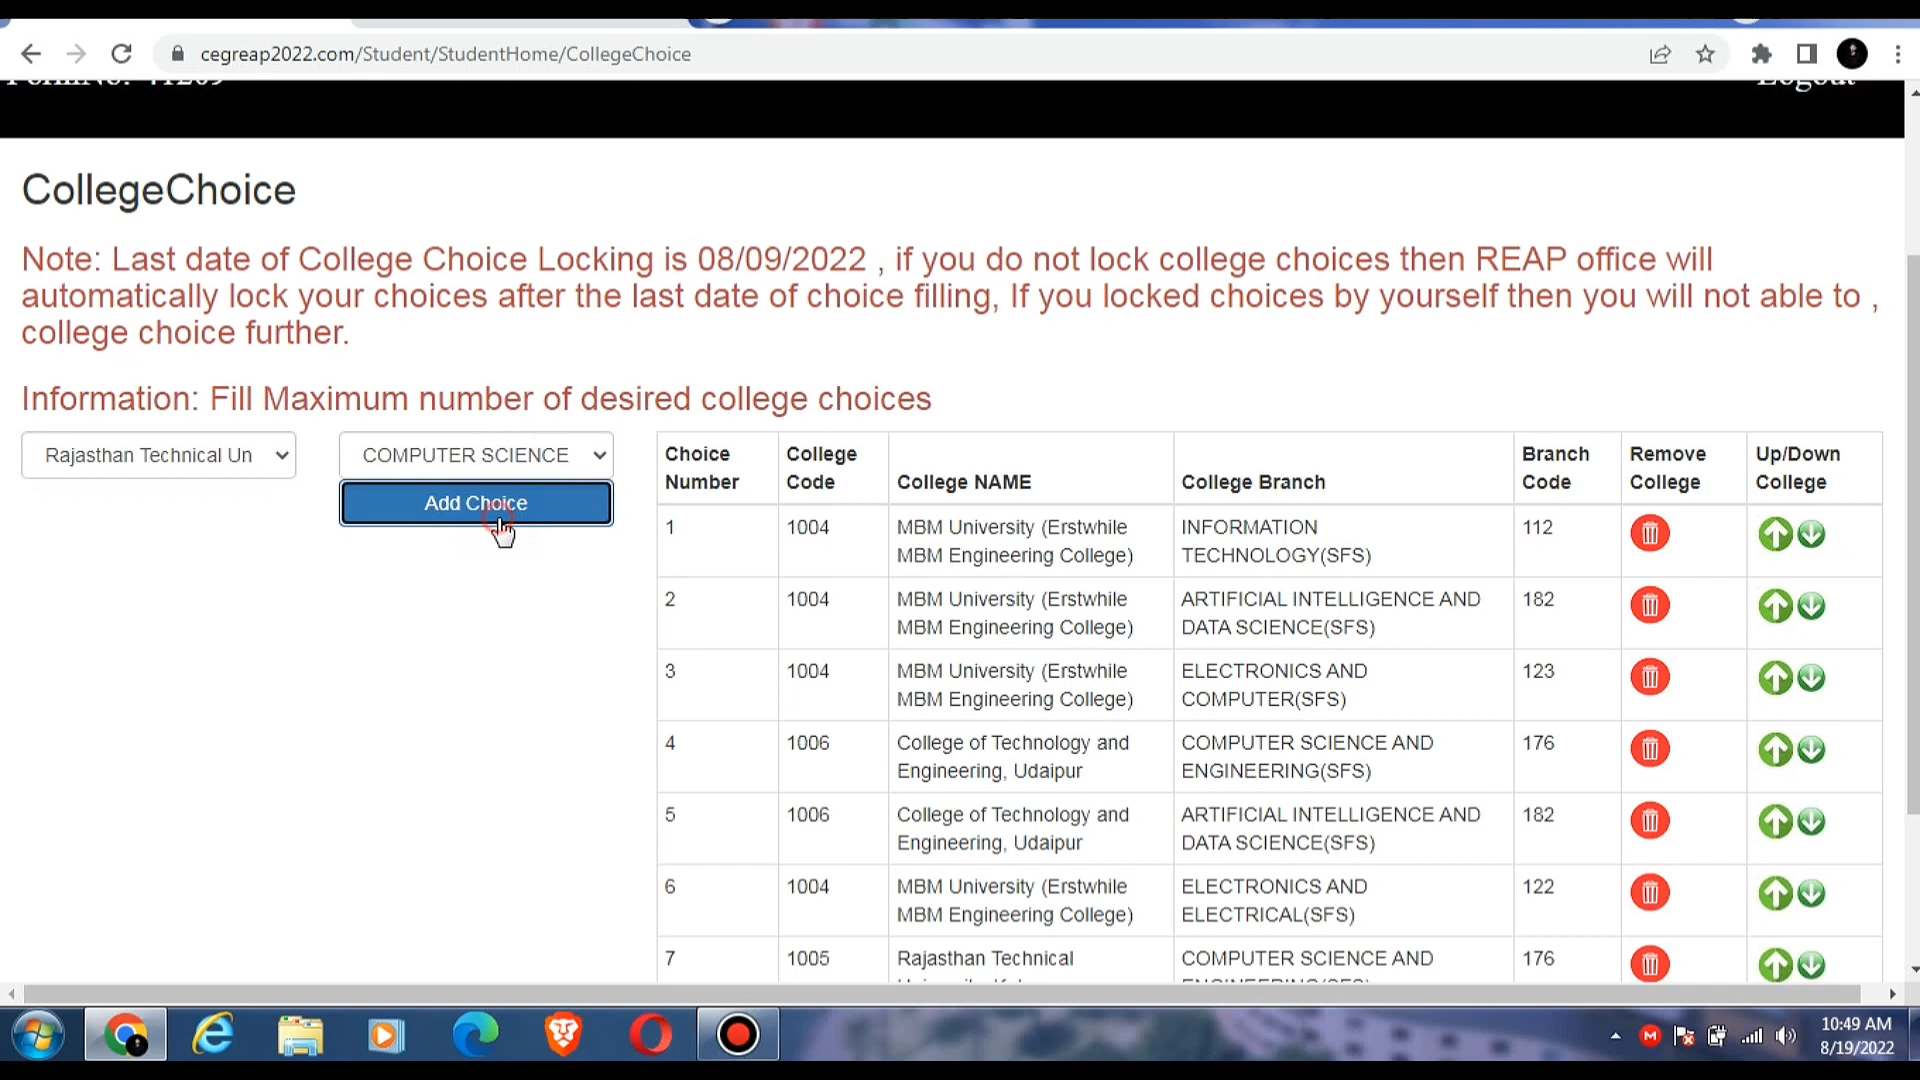 cegreap2022.com/Student/StudentHome/CollegeChoice
Logout
CollegeChoice
Note: Last date of College Choice Locking is 08/09/2022 , if you do not lock college choices then REAP office will
automatically lock your choices after the last date of choice filling, If you locked choices by yourself then you will not able to ,
college choice further.
Information: Fill Maximum number of desired college choices
Rajasthan Technical Un
COMPUTER SCIENCE
Add Choice
Choice Number College Code College NAME College Branch Branch Code Remove College Up/Down College
1 1004 MBM University (Erstwhile INFORMATION 112
MBM Engineering College) TECHNOLOGY(SFS)
2 1004 MBM University (Erstwhile ARTIFICIAL INTELLIGENCE AND 182
MBM Engineering College) DATA SCIENCE(SFS)
3 1004 MBM University (Erstwhile ELECTRONICS AND 123
MBM Engineering College) COMPUTER(SFS)
4 1006 College of Technology and COMPUTER SCIENCE AND 176
Engineering, Udaipur ENGINEERING(SFS)
5 1006 College of Technology and ARTIFICIAL INTELLIGENCE AND 182
Engineering, Udaipur DATA SCIENCE(SFS)
6 1004 MBM University (Erstwhile ELECTRONICS AND 122
MBM Engineering College) ELECTRICAL(SFS)
7 1005 Rajasthan Technical COMPUTER SCIENCE AND 176
10:49 AM
8/19/2022